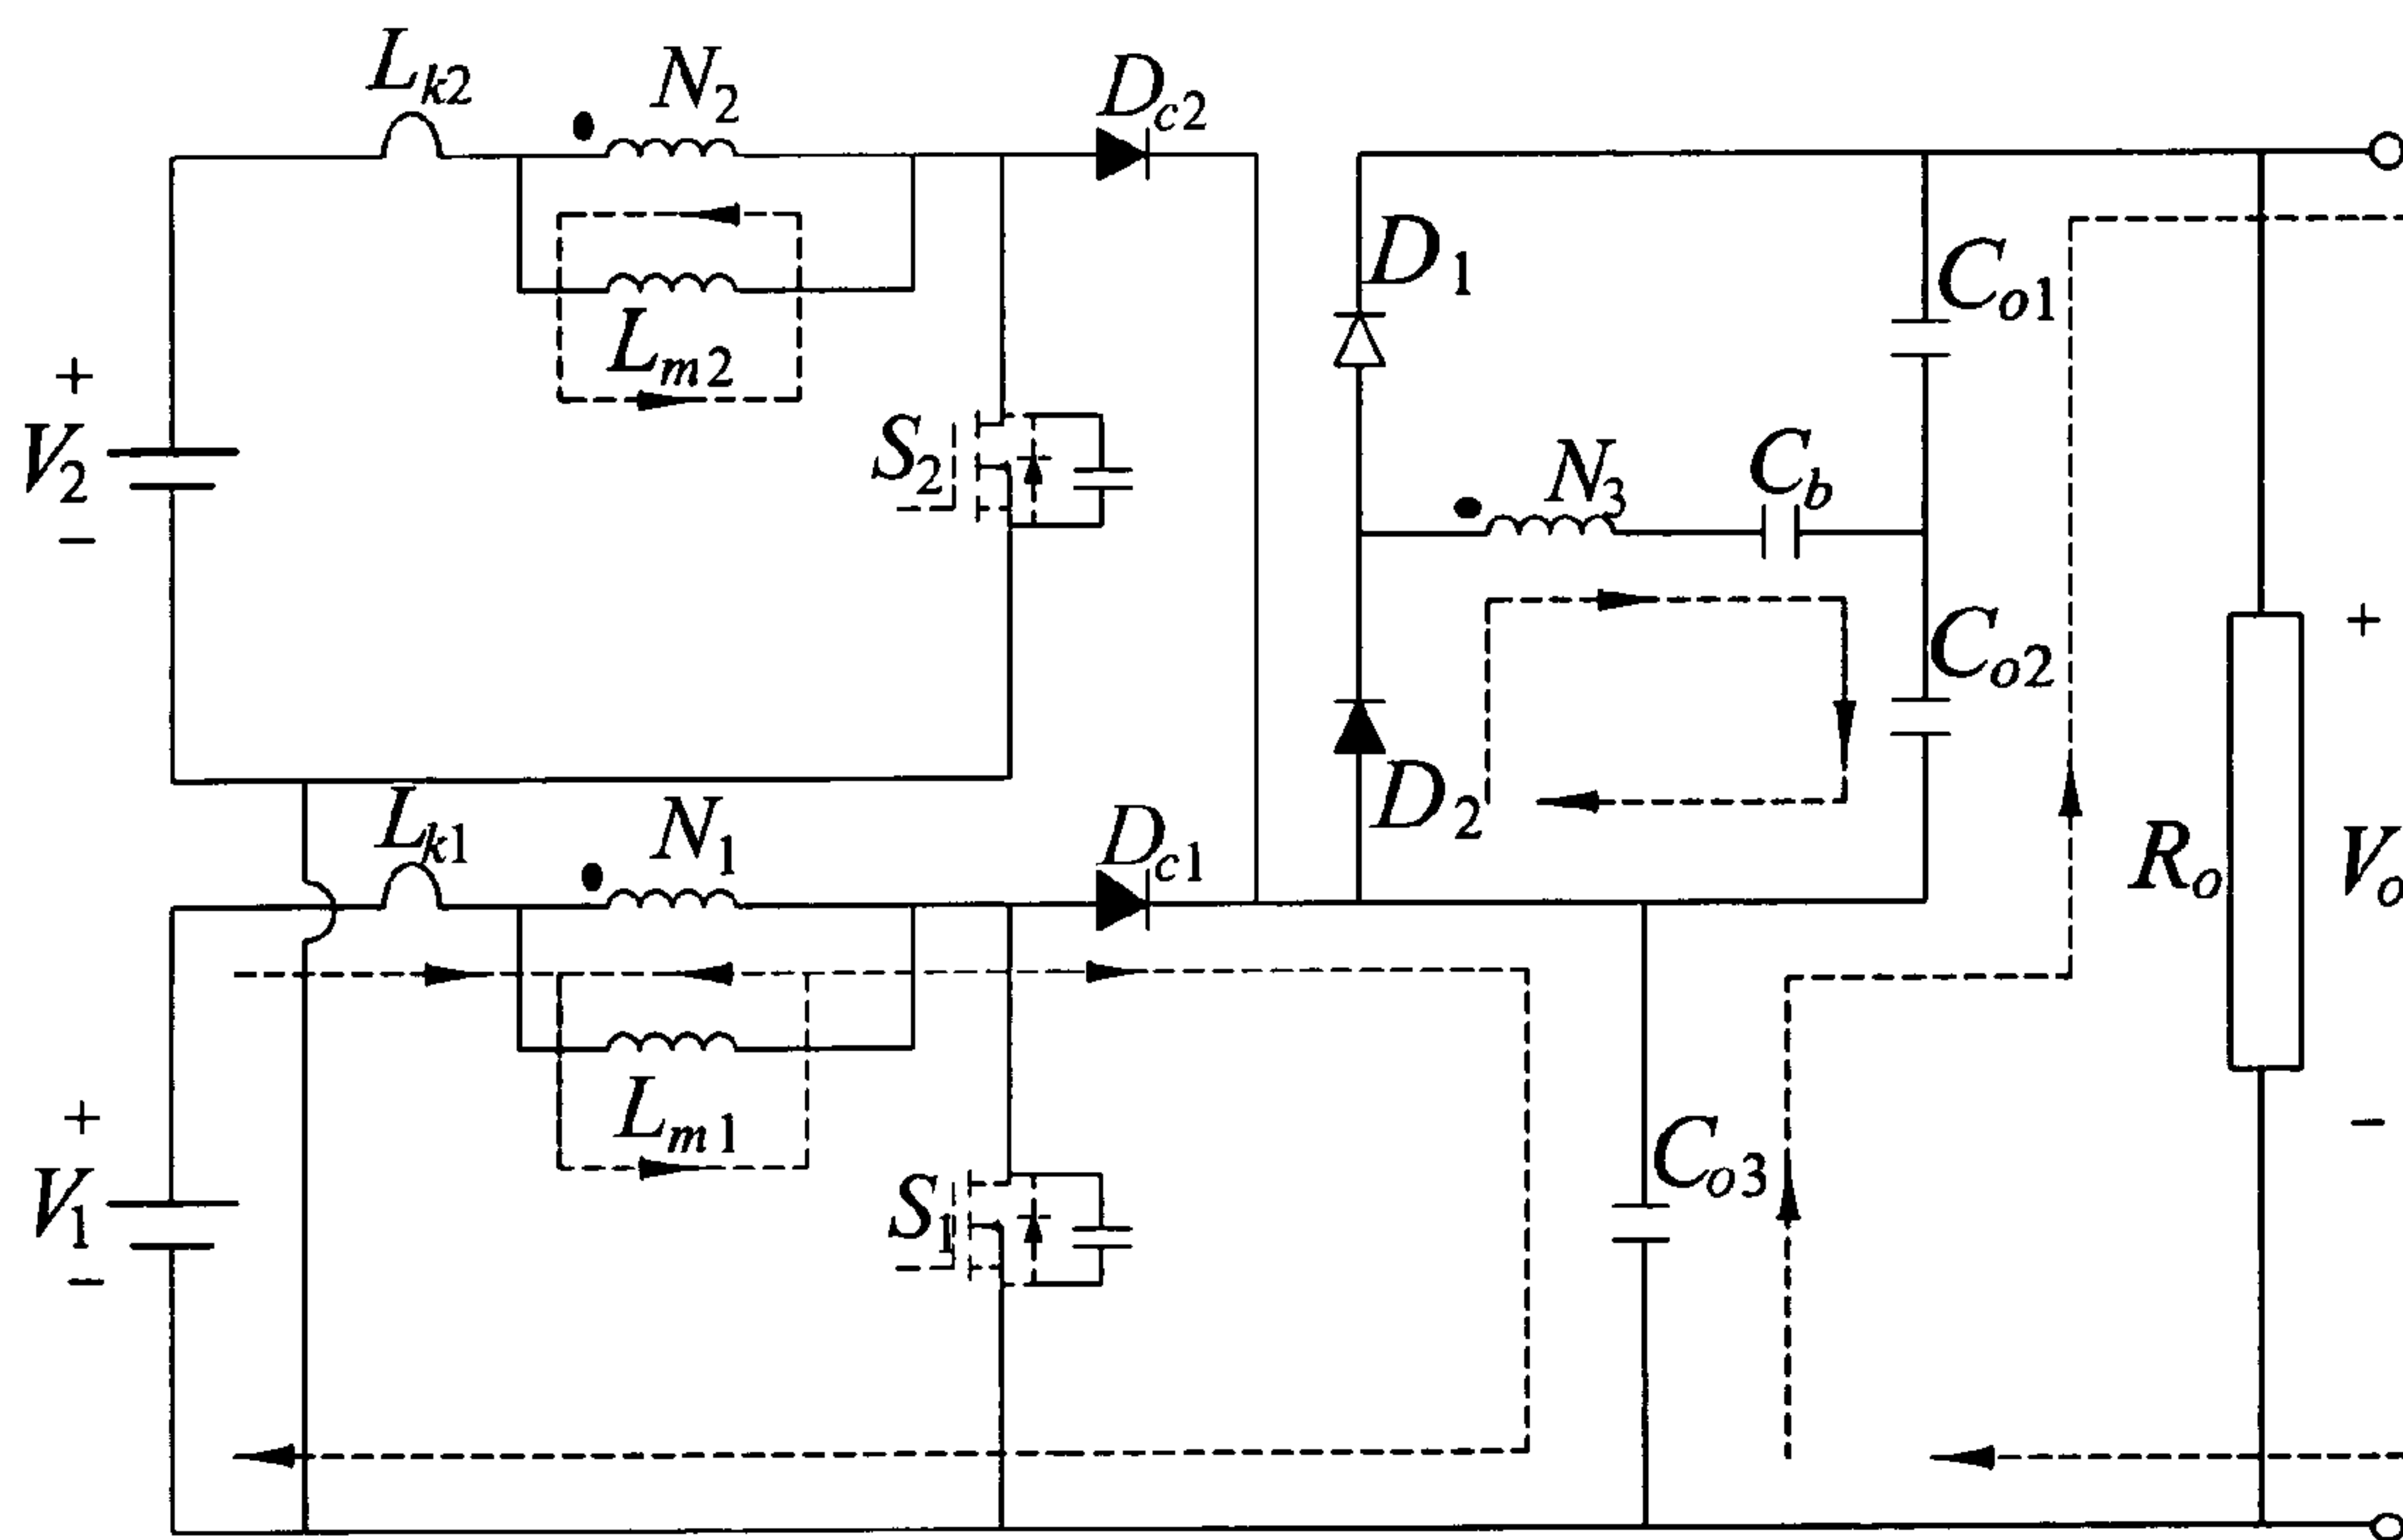 L_{k2}
N_2
D_{c2}
D_1
C_{o1}
L_{m2}
+
V_2
−
S_2
N_3
C_b
C_{o2}
+
V_o
−
R_o
D_2
L_{k1}
N_1
D_{c1}
L_{m1}
+
V_1
−
S_1
C_{o3}